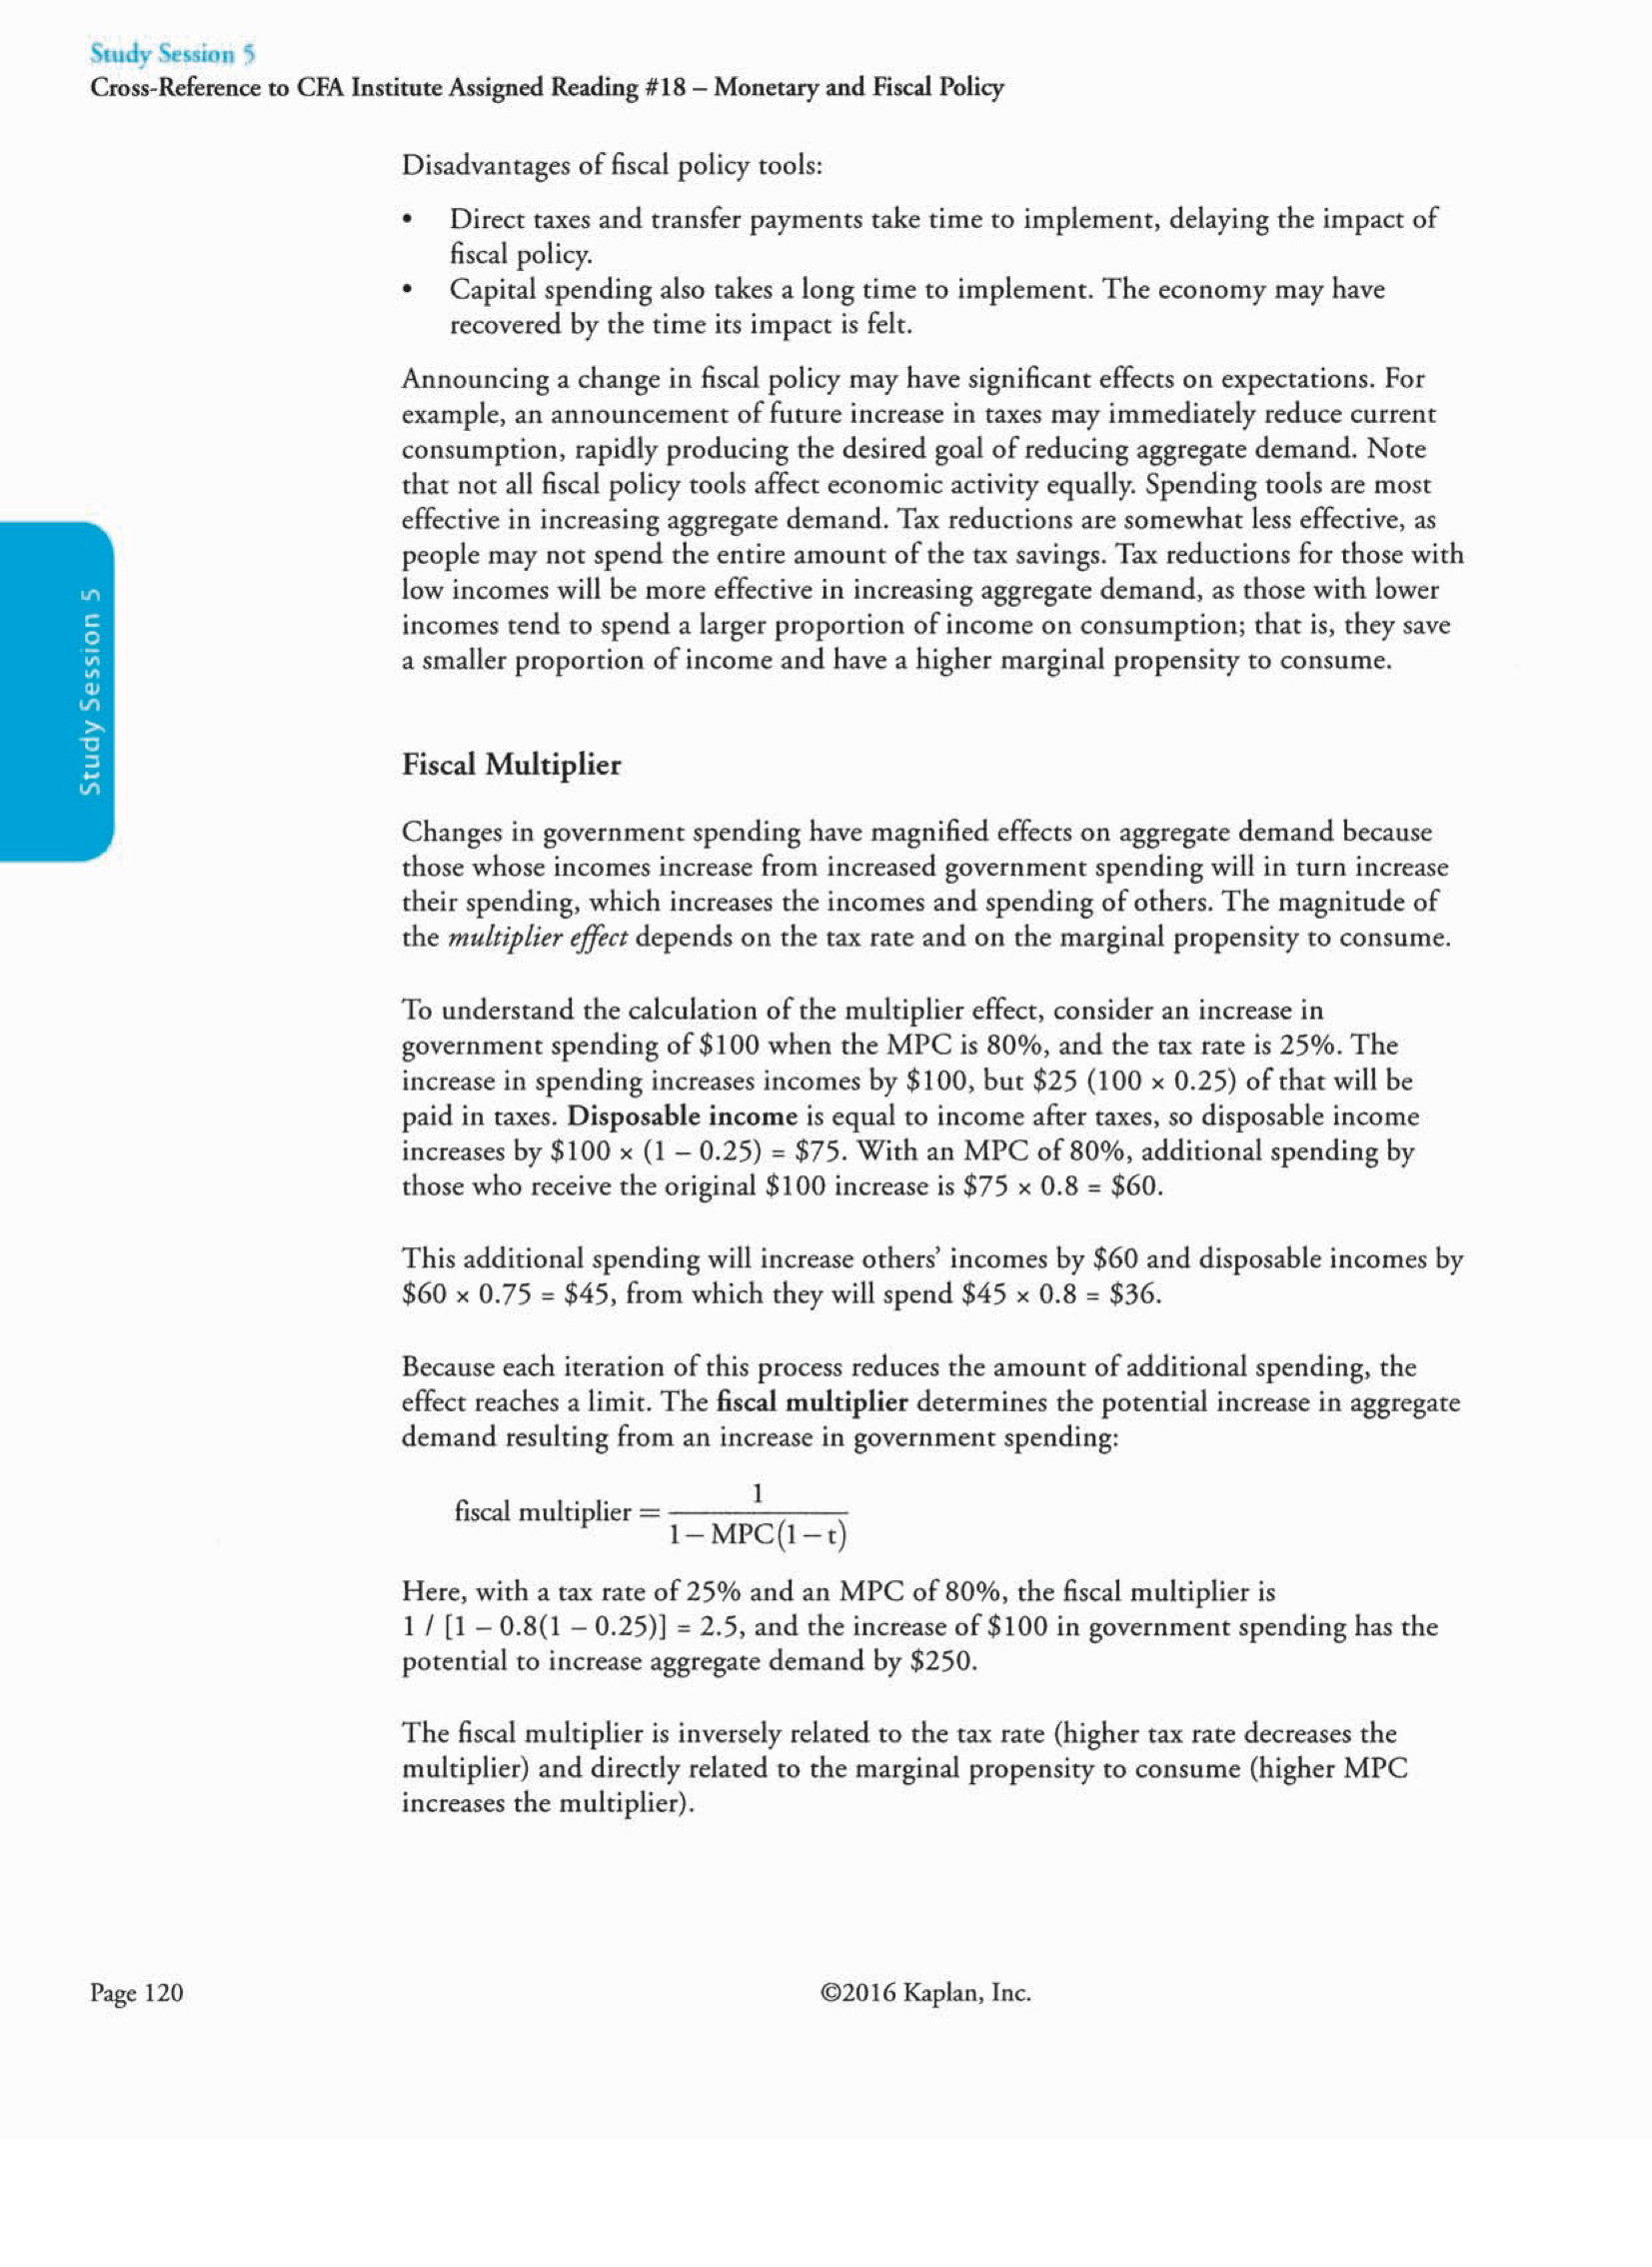 Study Session 5
Cross-Reference to CFA Institute Assigned Reading #18 – Monetary and Fiscal Policy
Disadvantages of fiscal policy tools:
• Direct taxes and transfer payments take time to implement, delaying the impact of
fiscal policy.
• Capital spending also takes a long time to implement. The economy may have
recovered by the time its impact is felt.
Announcing a change in fiscal policy may have significant effects on expectations. For
example, an announcement of future increase in taxes may immediately reduce current
consumption, rapidly producing the desired goal of reducing aggregate demand. Note
that not all fiscal policy tools affect economic activity equally. Spending tools are most
effective in increasing aggregate demand. Tax reductions are somewhat less effective, as
people may not spend the entire amount of the tax savings. Tax reductions for those with
low incomes will be more effective in increasing aggregate demand, as those with lower
incomes tend to spend a larger proportion of income on consumption; that is, they save
a smaller proportion of income and have a higher marginal propensity to consume.
Study Session 5
Fiscal Multiplier
Changes in government spending have magnified effects on aggregate demand because
those whose incomes increase from increased government spending will in turn increase
their spending, which increases the incomes and spending of others. The magnitude of
the multiplier effect depends on the tax rate and on the marginal propensity to consume.
To understand the calculation of the multiplier effect, consider an increase in
government spending of $100 when the MPC is 80%, and the tax rate is 25%. The
increase in spending increases incomes by $100, but $25 (100 × 0.25) of that will be
paid in taxes. Disposable income is equal to income after taxes, so disposable income
increases by $100 × (1 – 0.25) = $75. With an MPC of 80%, additional spending by
those who receive the original $100 increase is $75 × 0.8 = $60.
This additional spending will increase others' incomes by $60 and disposable incomes by
$60 × 0.75 = $45, from which they will spend $45 × 0.8 = $36.
Because each iteration of this process reduces the amount of additional spending, the
effect reaches a limit. The fiscal multiplier determines the potential increase in aggregate
demand resulting from an increase in government spending:
fiscal multiplier = 1 / 1 – MPC(1 – t)
Here, with a tax rate of 25% and an MPC of 80%, the fiscal multiplier is
1 / [1 – 0.8(1 – 0.25)] = 2.5, and the increase of $100 in government spending has the
potential to increase aggregate demand by $250.
The fiscal multiplier is inversely related to the tax rate (higher tax rate decreases the
multiplier) and directly related to the marginal propensity to consume (higher MPC
increases the multiplier).
Page 120
©2016 Kaplan, Inc.